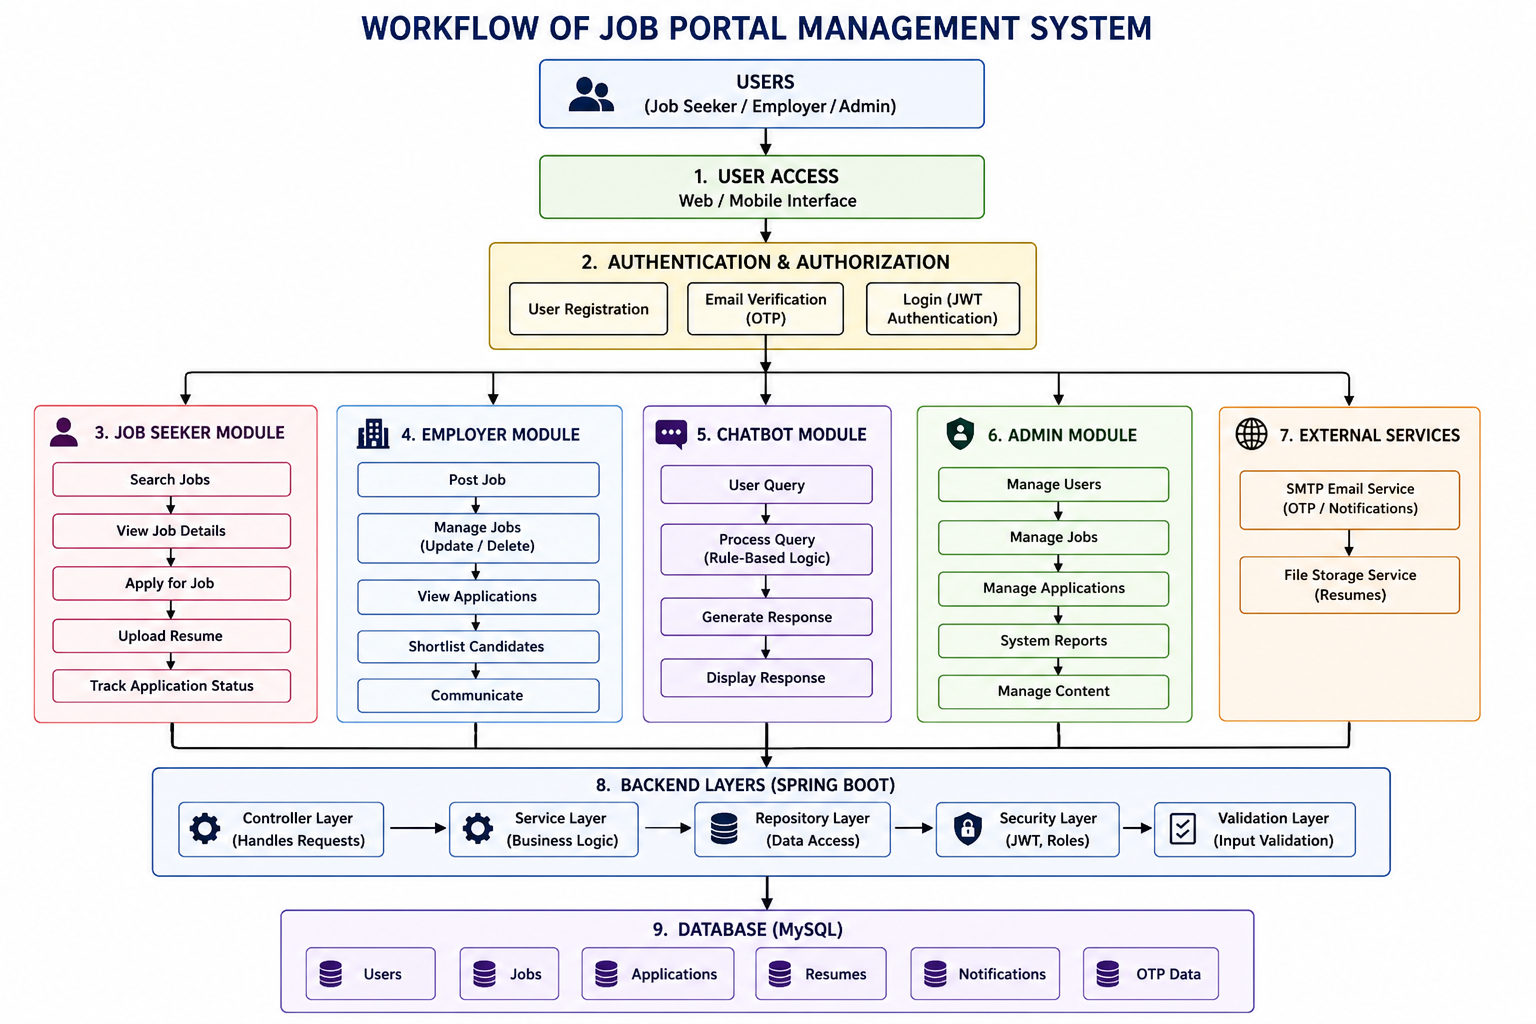 WORKFLOW OF JOB PORTAL MANAGEMENT SYSTEM
USERS
(Job Seeker / Employer / Admin)
1. USER ACCESS
Web / Mobile Interface
2. AUTHENTICATION & AUTHORIZATION
User Registration
Email Verification
(OTP)
Login (JWT
Authentication)
3. JOB SEEKER MODULE
Search Jobs
View Job Details
Apply for Job
Upload Resume
Track Application Status
4. EMPLOYER MODULE
Post Job
Manage Jobs
(Update / Delete)
View Applications
Shortlist Candidates
Communicate
5. CHATBOT MODULE
User Query
Process Query
(Rule-Based Logic)
Generate Response
Display Response
6. ADMIN MODULE
Manage Users
Manage Jobs
Manage Applications
System Reports
Manage Content
7. EXTERNAL SERVICES
SMTP Email Service
(OTP / Notifications)
File Storage Service
(Resumes)
8. BACKEND LAYERS (SPRING BOOT)
Controller Layer
(Handles Requests)
Service Layer
(Business Logic)
Repository Layer
(Data Access)
Security Layer
(JWT, Roles)
Validation Layer
(Input Validation)
9. DATABASE (MySQL)
Users
Jobs
Applications
Resumes
Notifications
OTP Data